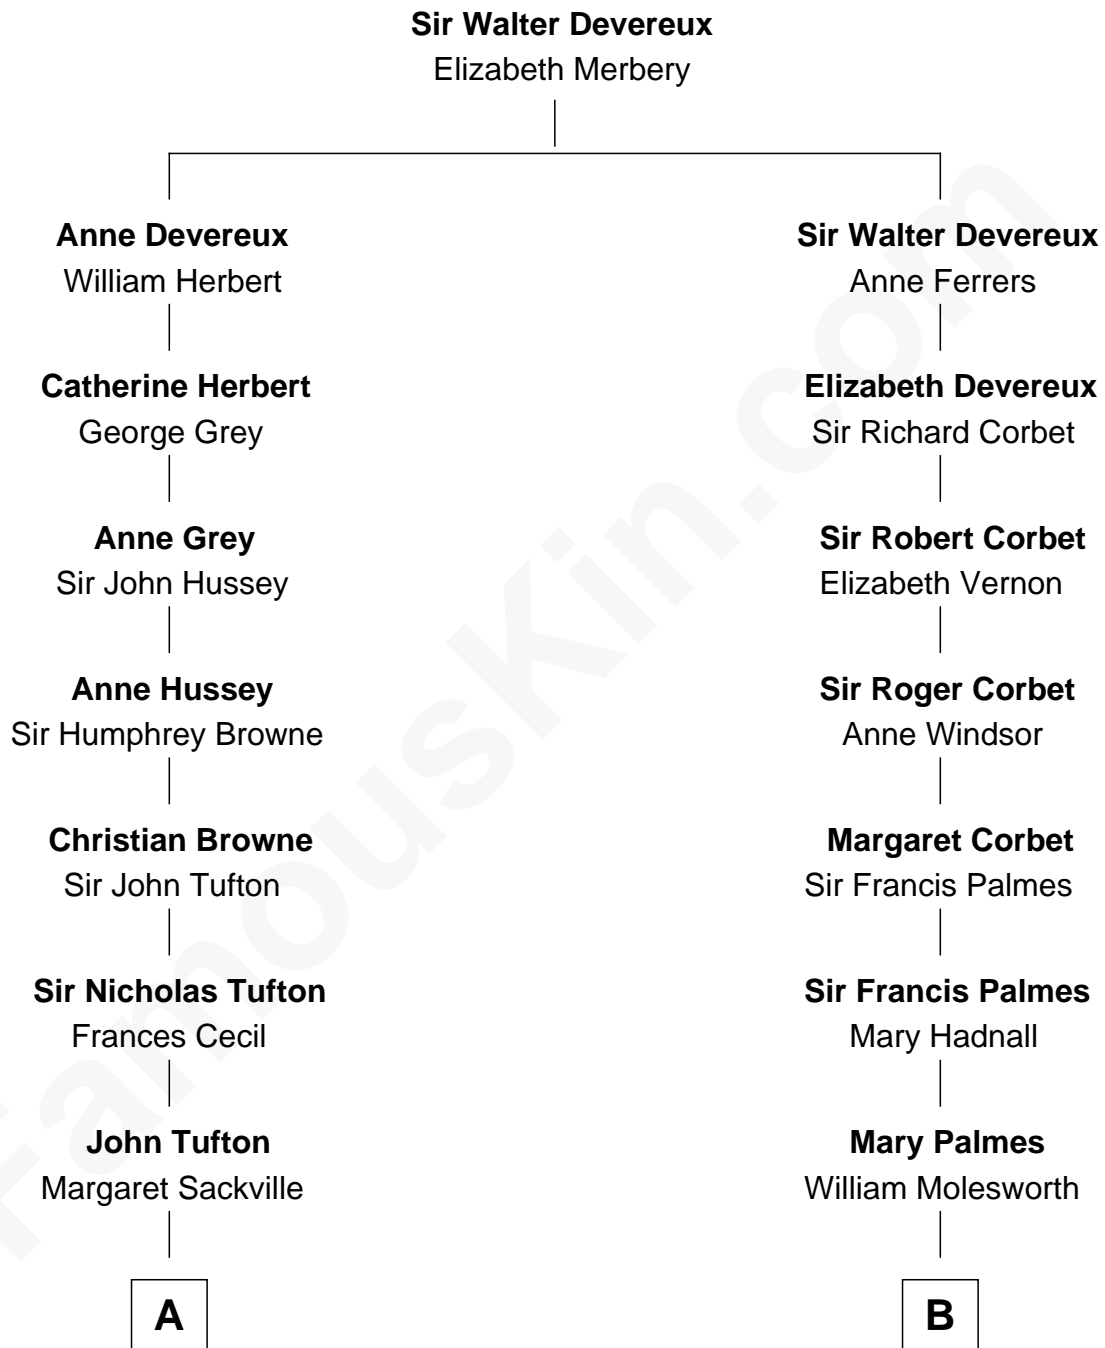 Sir Walter Devereux
Elizabeth Merbery
Anne Devereux
William Herbert
Sir Walter Devereux
Anne Ferrers
Catherine Herbert
George Grey
Elizabeth Devereux
Sir Richard Corbet
Anne Grey
Sir John Hussey
Sir Robert Corbet
Elizabeth Vernon
Anne Hussey
Sir Humphrey Browne
Sir Roger Corbet
Anne Windsor
Christian Browne
Sir John Tufton
Margaret Corbet
Sir Francis Palmes
Sir Nicholas Tufton
Frances Cecil
Sir Francis Palmes
Mary Hadnall
John Tufton
Margaret Sackville
Mary Palmes
William Molesworth
A
B
FamousKin.com